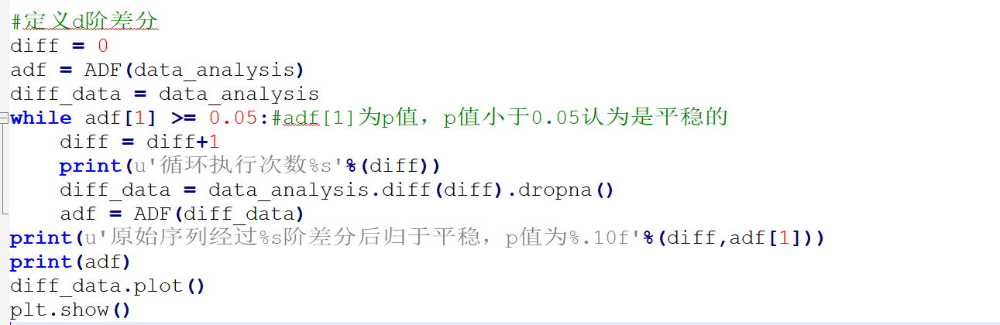 #定义d阶差分
diff = 0
adf = ADF(data_analysis)
diff_data = data_analysis
while adf[1] >= 0.05:#adf[1]为p值，p值小于0.05认为是平稳的
    diff = diff+1
    print(u'循环执行次数%s'%(diff))
    diff_data = data_analysis.diff(diff).dropna()
    adf = ADF(diff_data)
print(u'原始序列经过%s阶差分后归于平稳，p值为%.10f'%(diff,adf[1]))
print(adf)
diff_data.plot()
plt.show()